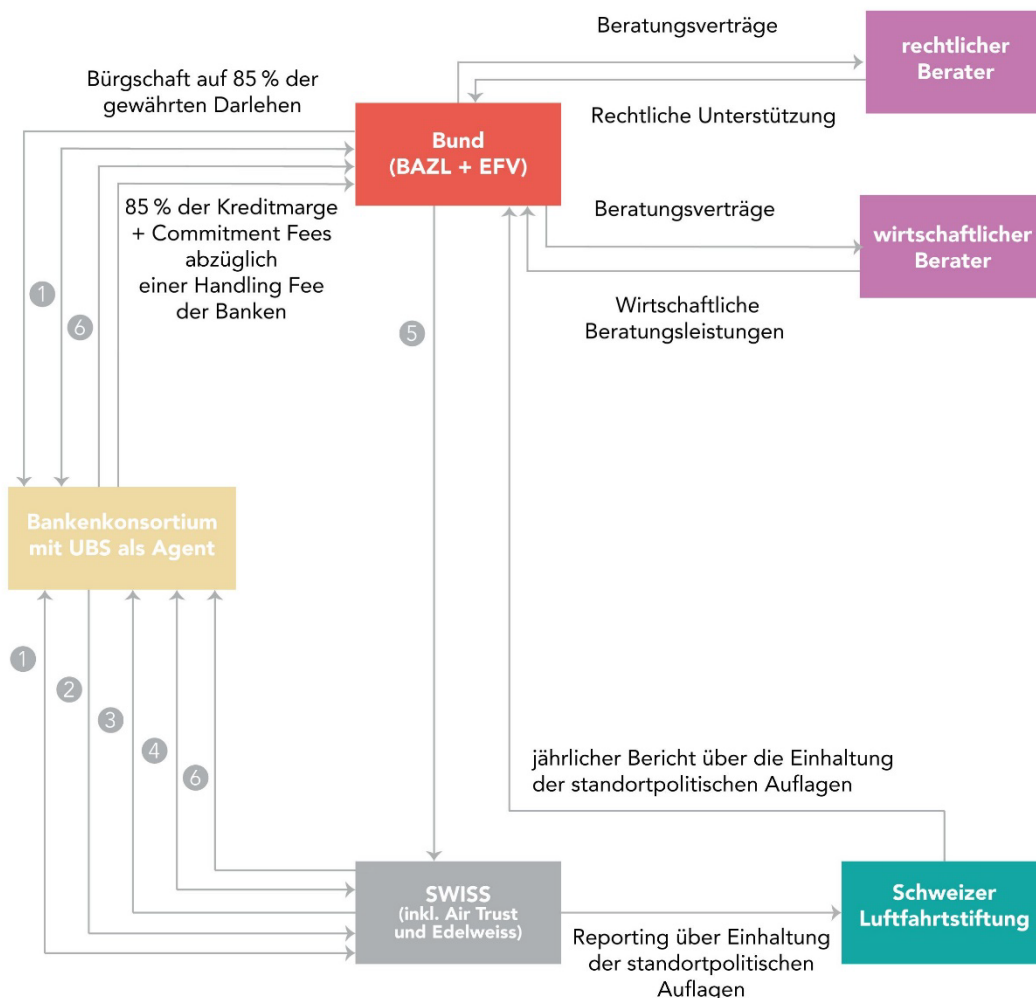 Beratungsverträge
rechtlicher
Berater
Bürgschaft auf 85 % der
gewährten Darlehen
Rechtliche Unterstützung
Bund
(BAZL + EFV)
85 % der Kreditmarge
+ Commitment Fees
abzüglich
einer Handling Fee
der Banken
Beratungsverträge
wirtschaftlicher
Berater
Wirtschaftliche
Beratungsleistungen
1
6
5
Bankenkonsortium
mit UBS als Agent
1
2
3
4
6
jährlicher Bericht über die Einhaltung
der standortpolitischen Auflagen
SWISS
(inkl. Air Trust
und Edelweiss)
Schweizer
Luftfahrtstiftung
Reporting über Einhaltung
der standortpolitischen
Auflagen